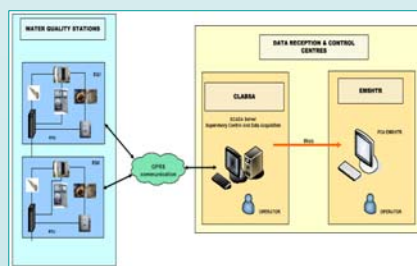 WATER QUALITY STATIONS
DATA RECEPTION & CONTROL
CENTRES
CLABSA
SCADA Server
Supervisory Control and Data Acquisition
EMSHTR
GPRS
communication
OPERATOR
OPERATOR